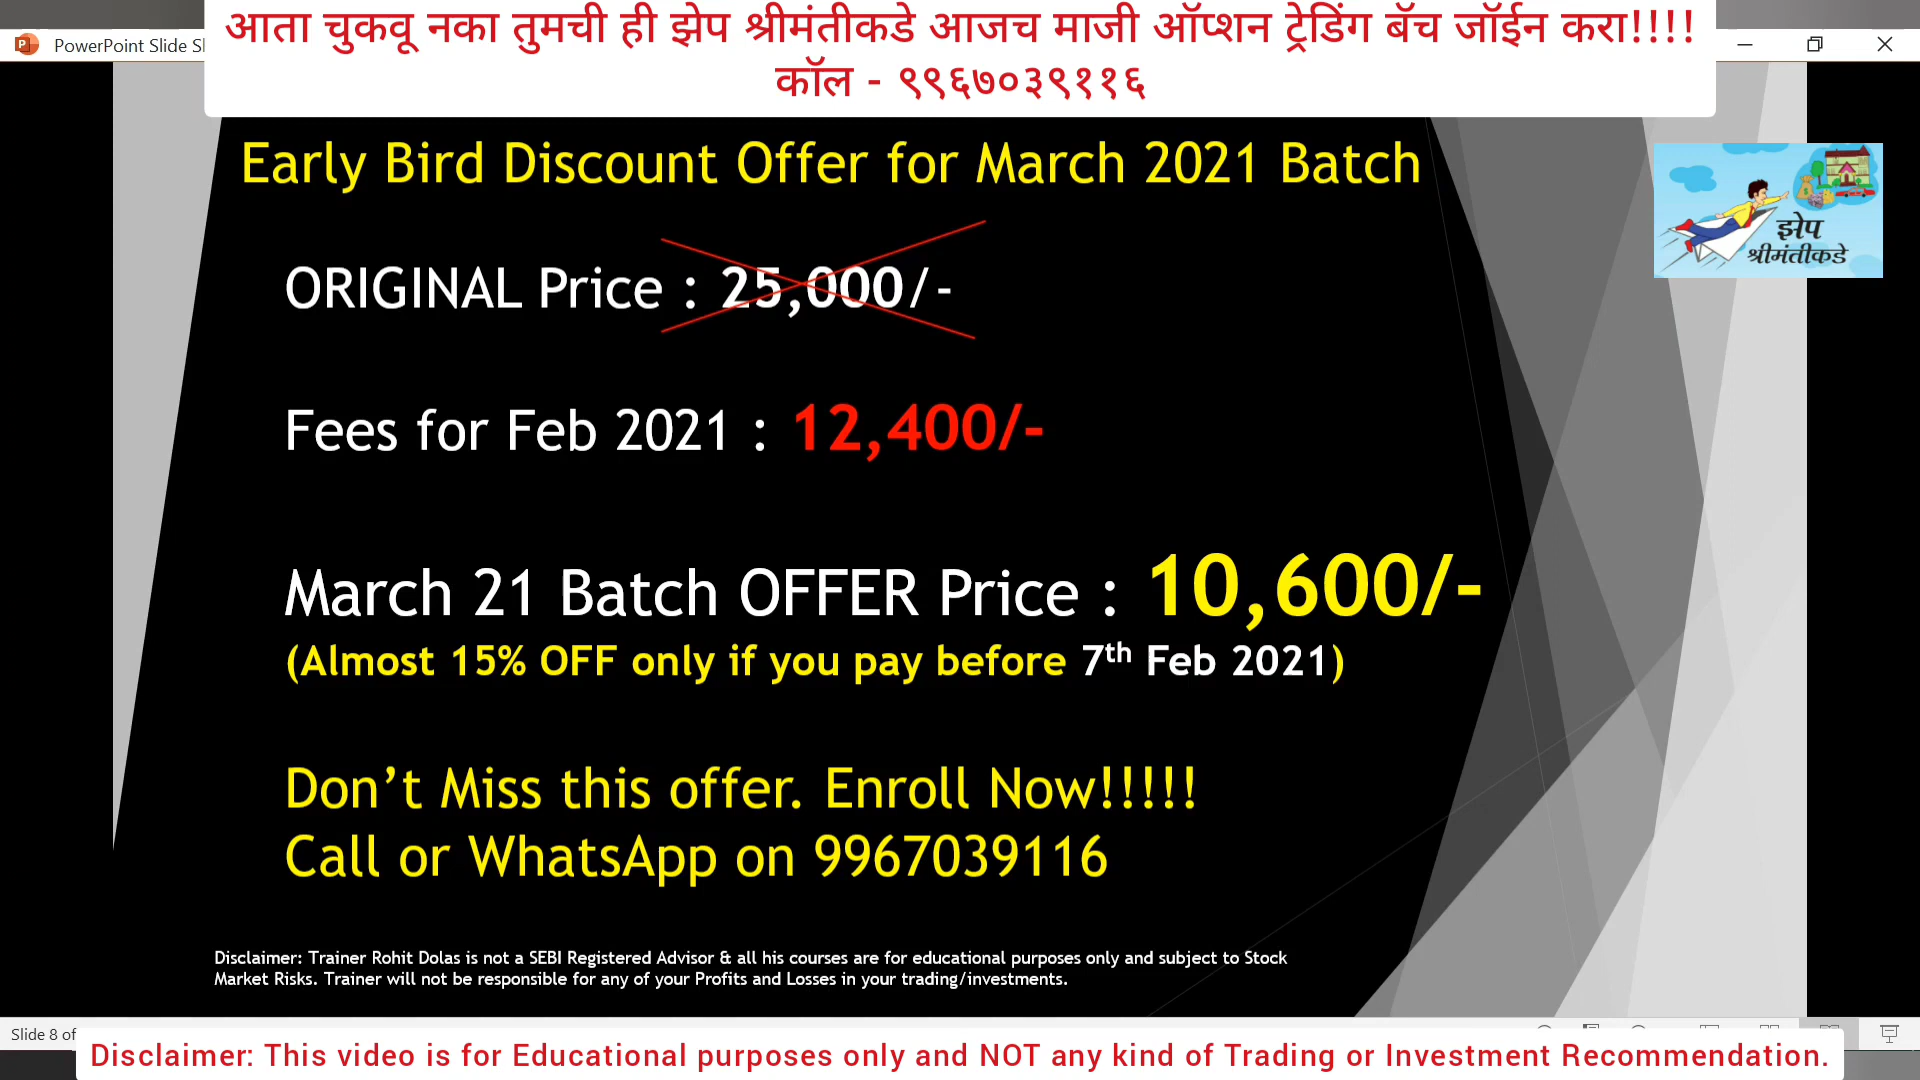 आता चुकवू नका तुमची ही झेप श्रीमंतीकडे आजच माजी ऑप्शन ट्रेडिंग बॅच जॉईन करा!!!!
कॉल - ९९६७०३९११६
PowerPoint Slide
Early Bird Discount Offer for March 2021 Batch
झेप
श्रीमंतीकडे
ORIGINAL Price : 25,000/-
Fees for Feb 2021 : 12,400/-
March 21 Batch OFFER Price : 10,600/-
(Almost 15% OFF only if you pay before 7th Feb 2021)
Don’t Miss this offer. Enroll Now!!!!!
Call or WhatsApp on 9967039116
Disclaimer: Trainer Rohit Dolas is not a SEBI Registered Advisor & all his courses are for educational purposes only and subject to Stock
Market Risks. Trainer will not be responsible for any of your Profits and Losses in your trading/investments.
Slide 8 of
Disclaimer: This video is for Educational purposes only and NOT any kind of Trading or Investment Recommendation.